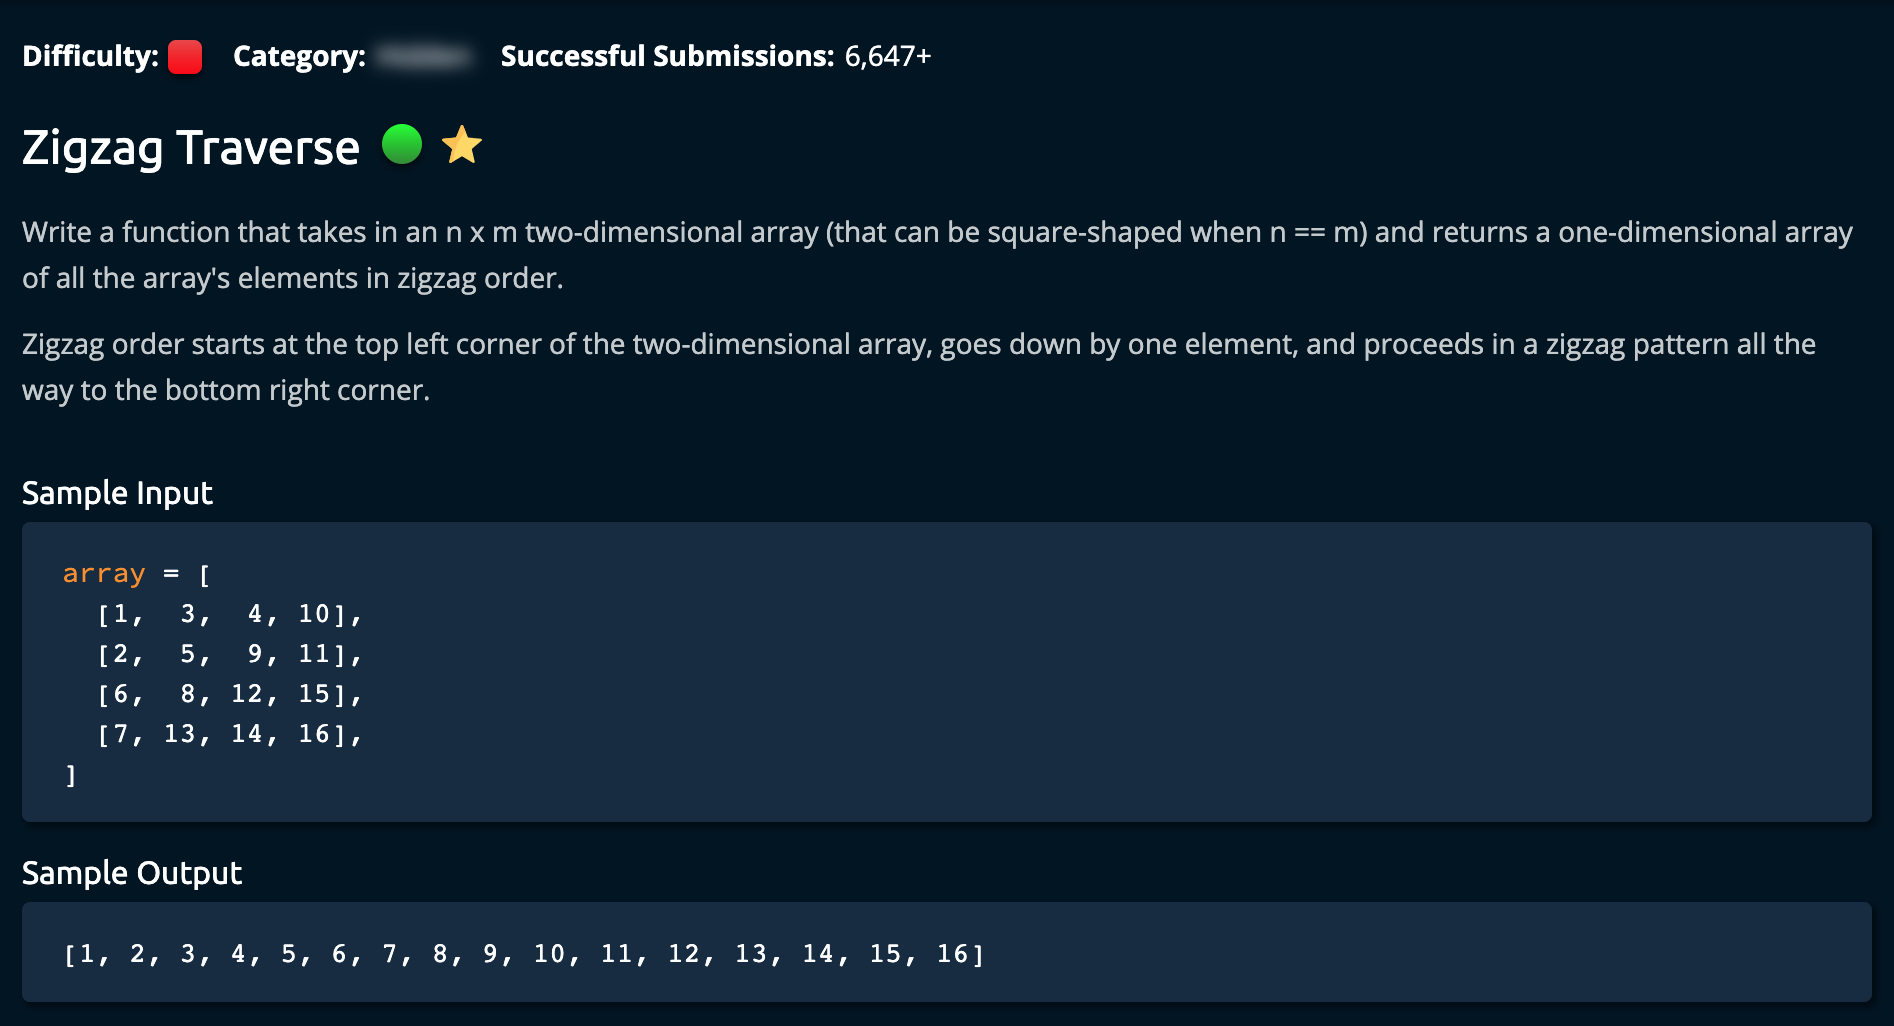 Difficulty: Category: Successful Submissions: 6,647+
Zigzag Traverse
Write a function that takes in an n x m two-dimensional array (that can be square-shaped when n == m) and returns a one-dimensional array
of all the array's elements in zigzag order.
Zigzag order starts at the top left corner of the two-dimensional array, goes down by one element, and proceeds in a zigzag pattern all the
way to the bottom right corner.
Sample Input
array = [
  [1,  3,  4, 10],
  [2,  5,  9, 11],
  [6,  8, 12, 15],
  [7, 13, 14, 16],
]
Sample Output
[1, 2, 3, 4, 5, 6, 7, 8, 9, 10, 11, 12, 13, 14, 15, 16]